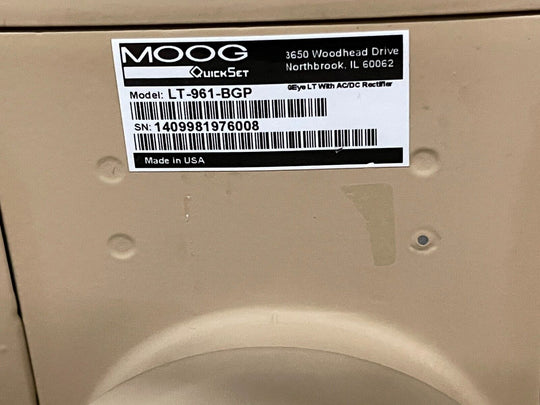 MOOG
QUICKSET
3650 Woodhead Drive
Northbrook, IL 60062
Model: LT-961-BGP
GEye LT With AC/DC Rectifier
SN: 1409981976008
Made in USA